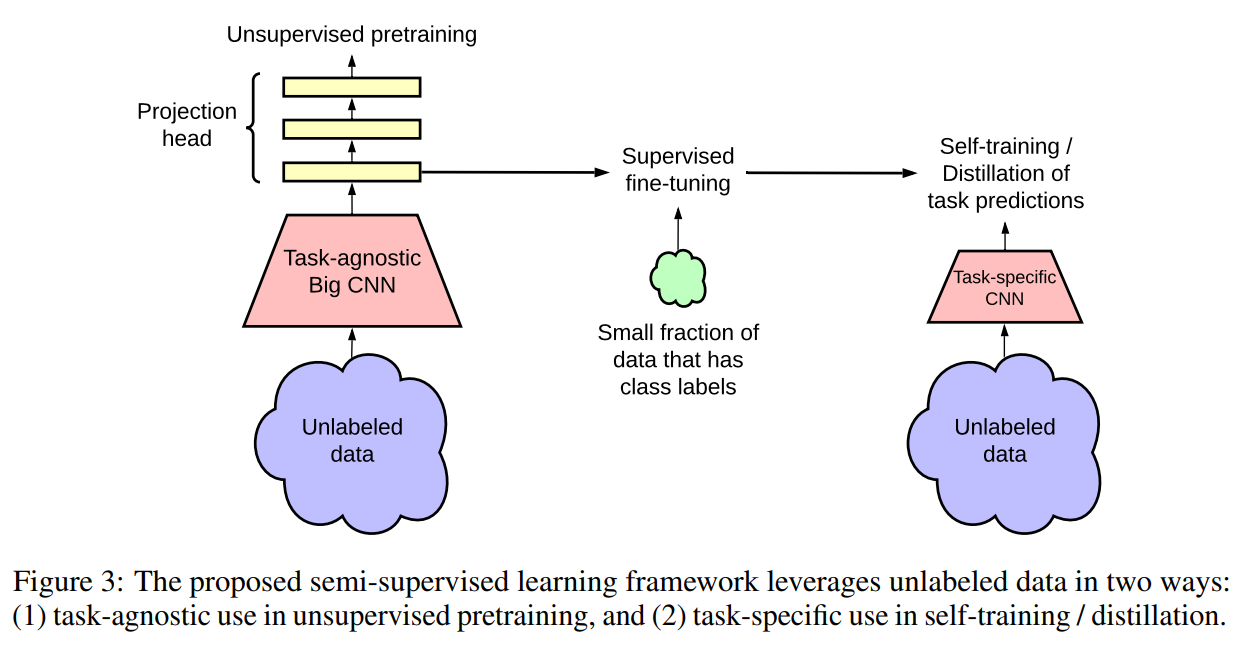 Unsupervised pretraining
Projection
head
Task-agnostic
Big CNN
Unlabeled
data
Supervised
fine-tuning
Small fraction of
data that has
class labels
Self-training /
Distillation of
task predictions
Task-specific
CNN
Unlabeled
data
Figure 3: The proposed semi-supervised learning framework leverages unlabeled data in two ways:
(1) task-agnostic use in unsupervised pretraining, and (2) task-specific use in self-training / distillation.